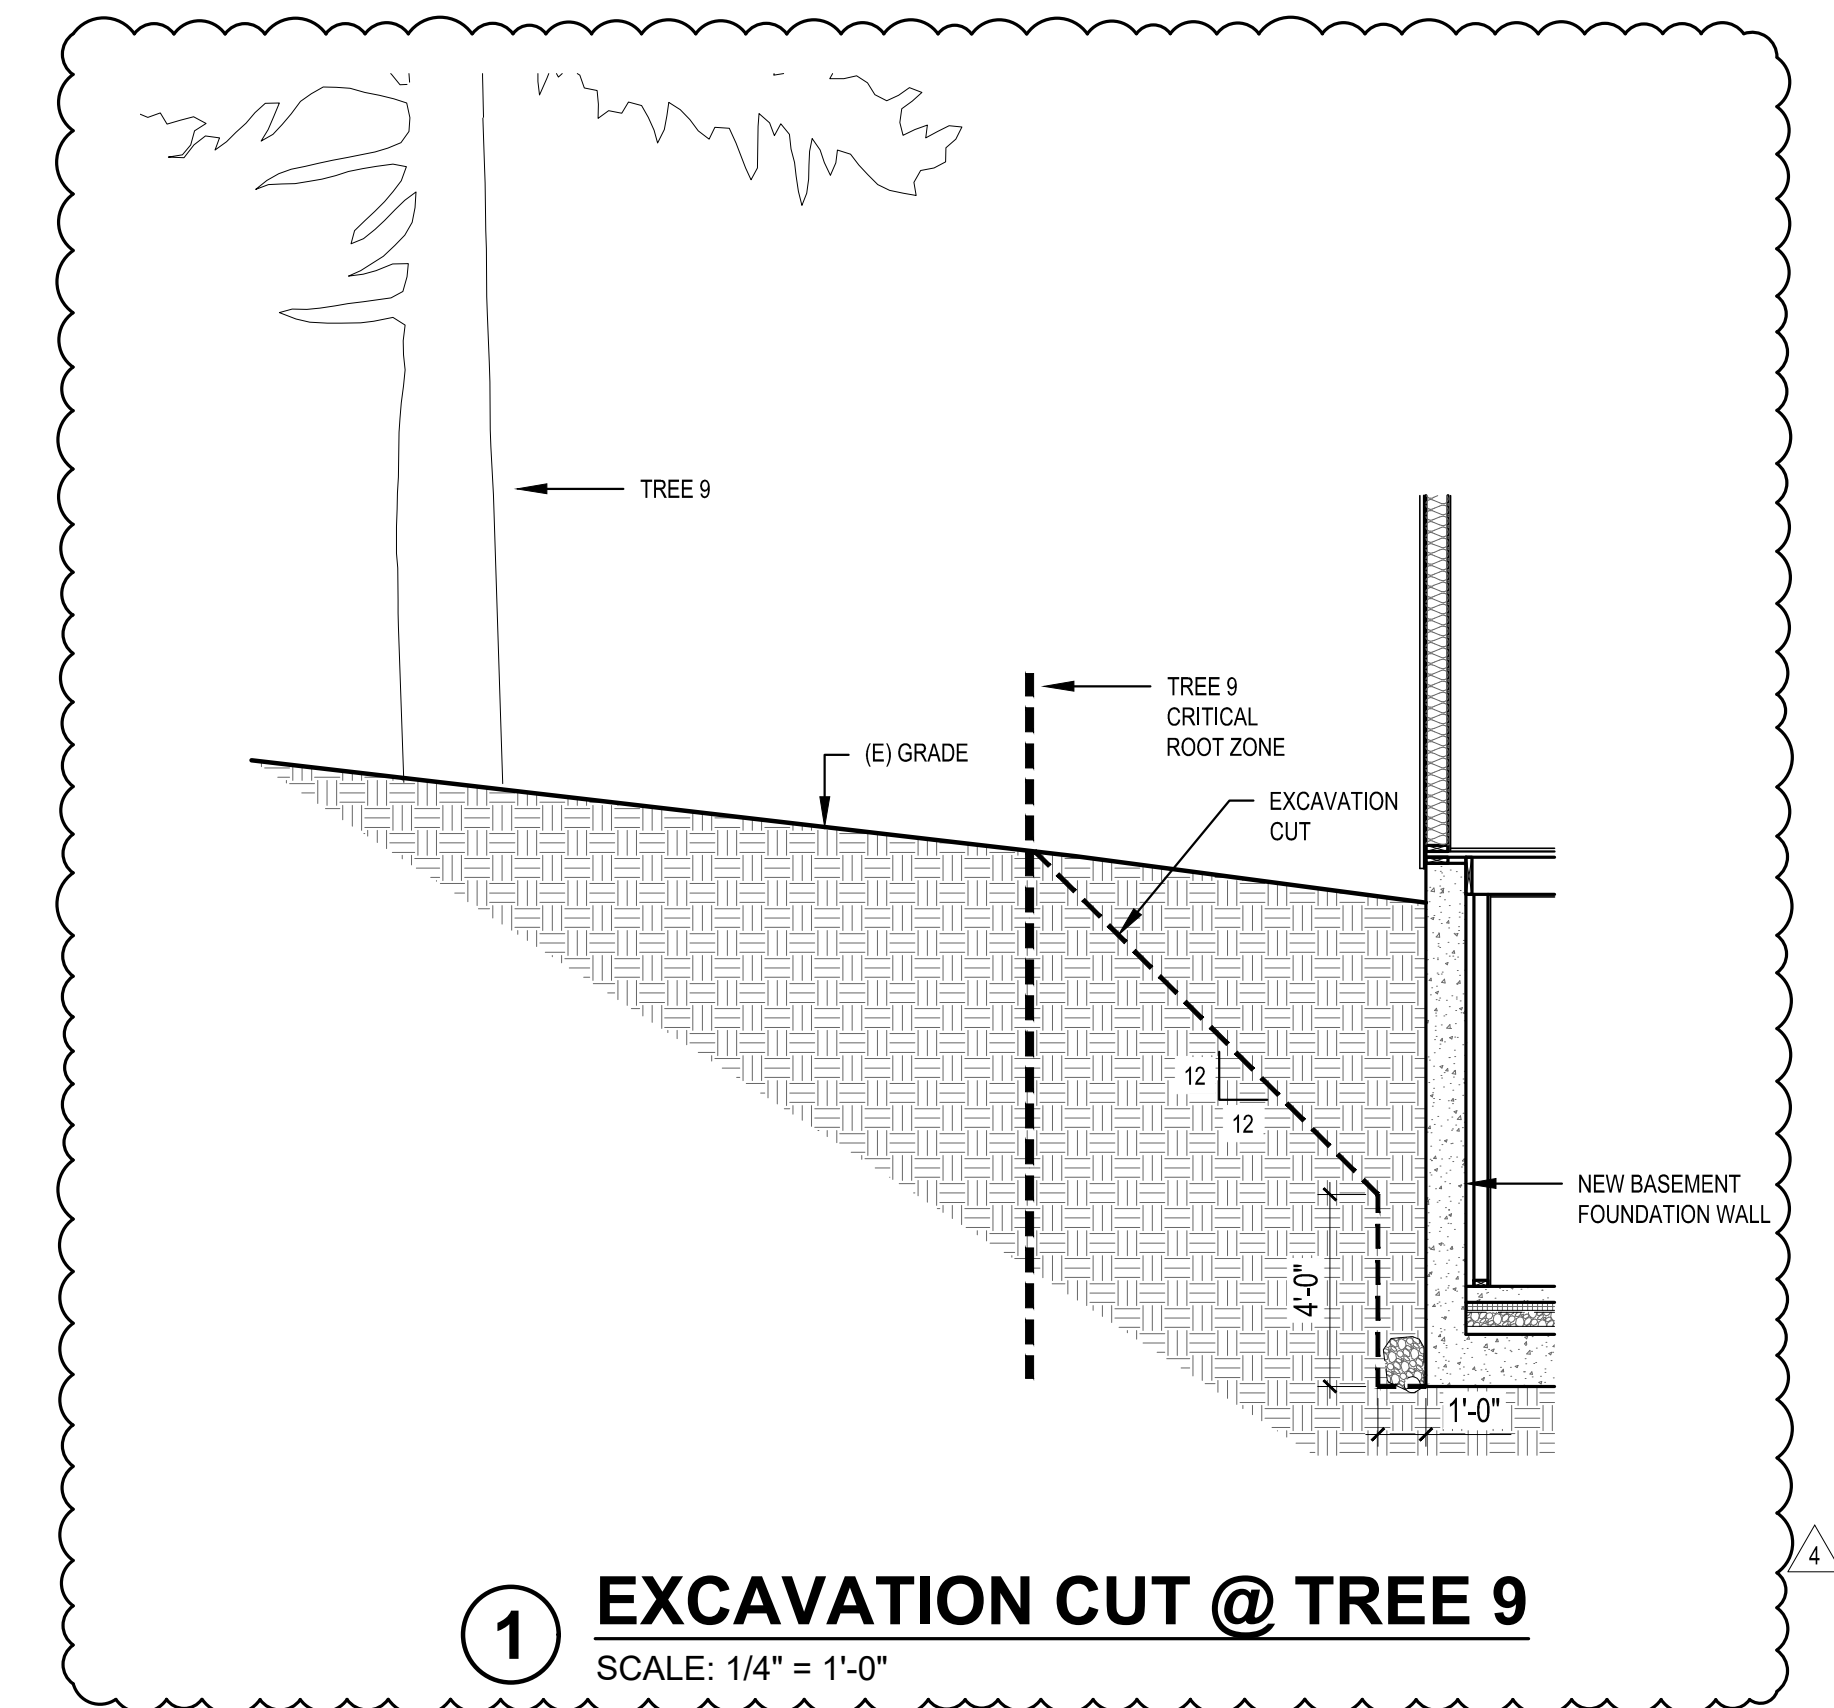 TREE 9
TREE 9
CRITICAL
ROOT ZONE
(E) GRADE
EXCAVATION
CUT
12
12
NEW BASEMENT
FOUNDATION WALL
4'-0"
1'-0"
4
1
EXCAVATION CUT @ TREE 9
SCALE: 1/4" = 1'-0"